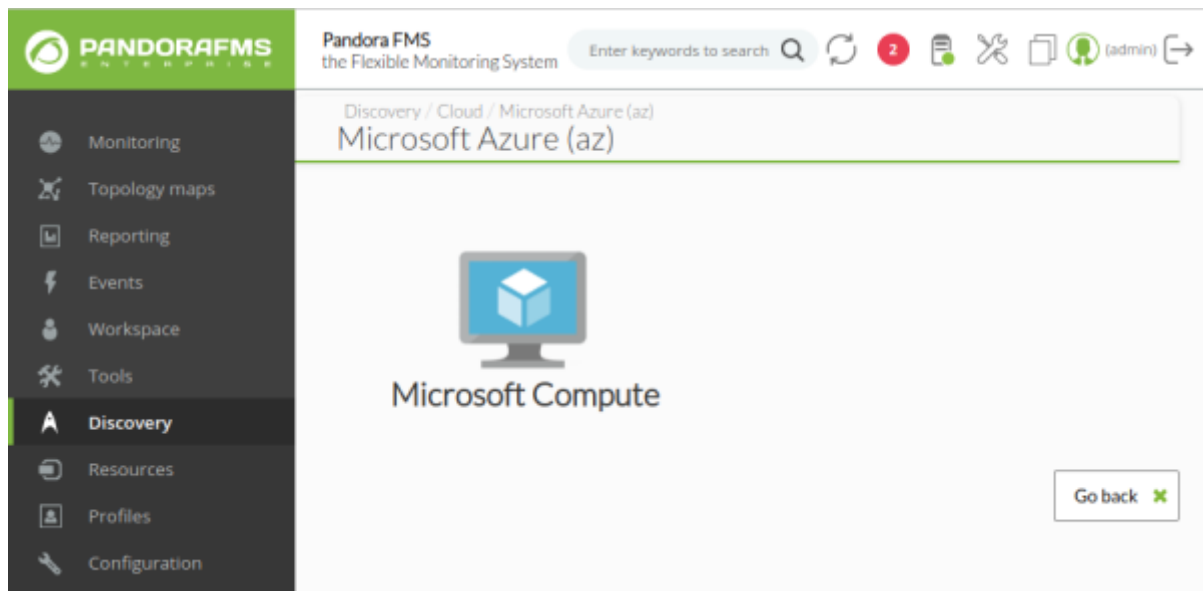 PANDORAFMS
ENTERPRISE
Pandora FMS
the Flexible Monitoring System
Enter keywords to search
2
(admin)
Discovery / Cloud / Microsoft Azure (az)
Microsoft Azure (az)
Monitoring
Topology maps
Reporting
Events
Workspace
Tools
Discovery
Resources
Profiles
Configuration
Microsoft Compute
Go back